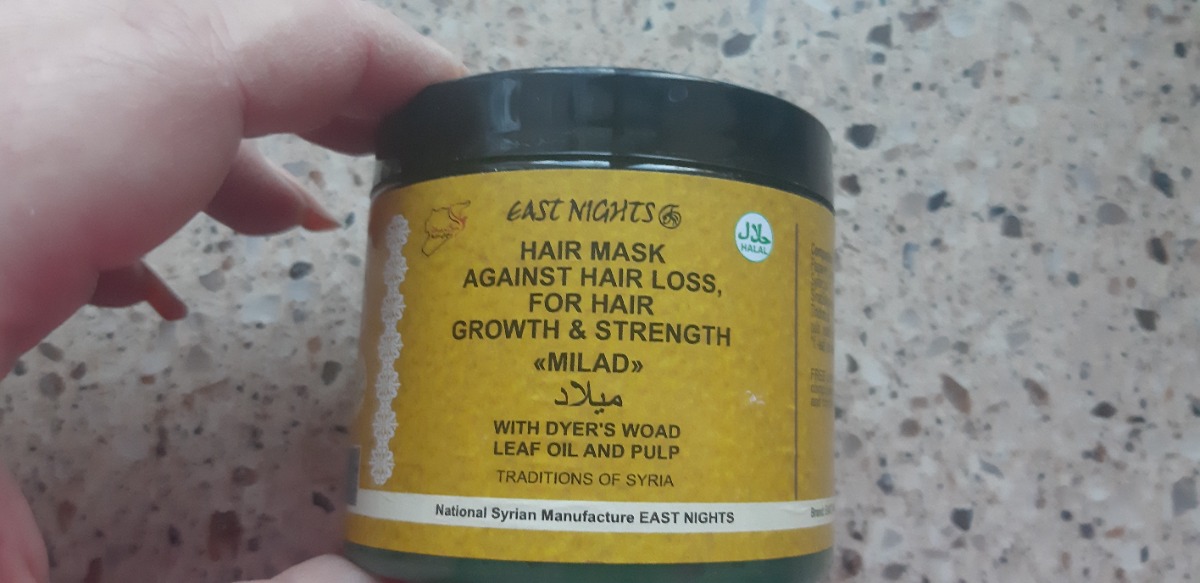 EAST NIGHTS
حلال
HALAL
HAIR MASK
AGAINST HAIR LOSS,
FOR HAIR
GROWTH & STRENGTH
«MILAD»
ميلاد
WITH DYER'S WOAD
LEAF OIL AND PULP
TRADITIONS OF SYRIA
National Syrian Manufacture EAST NIGHTS